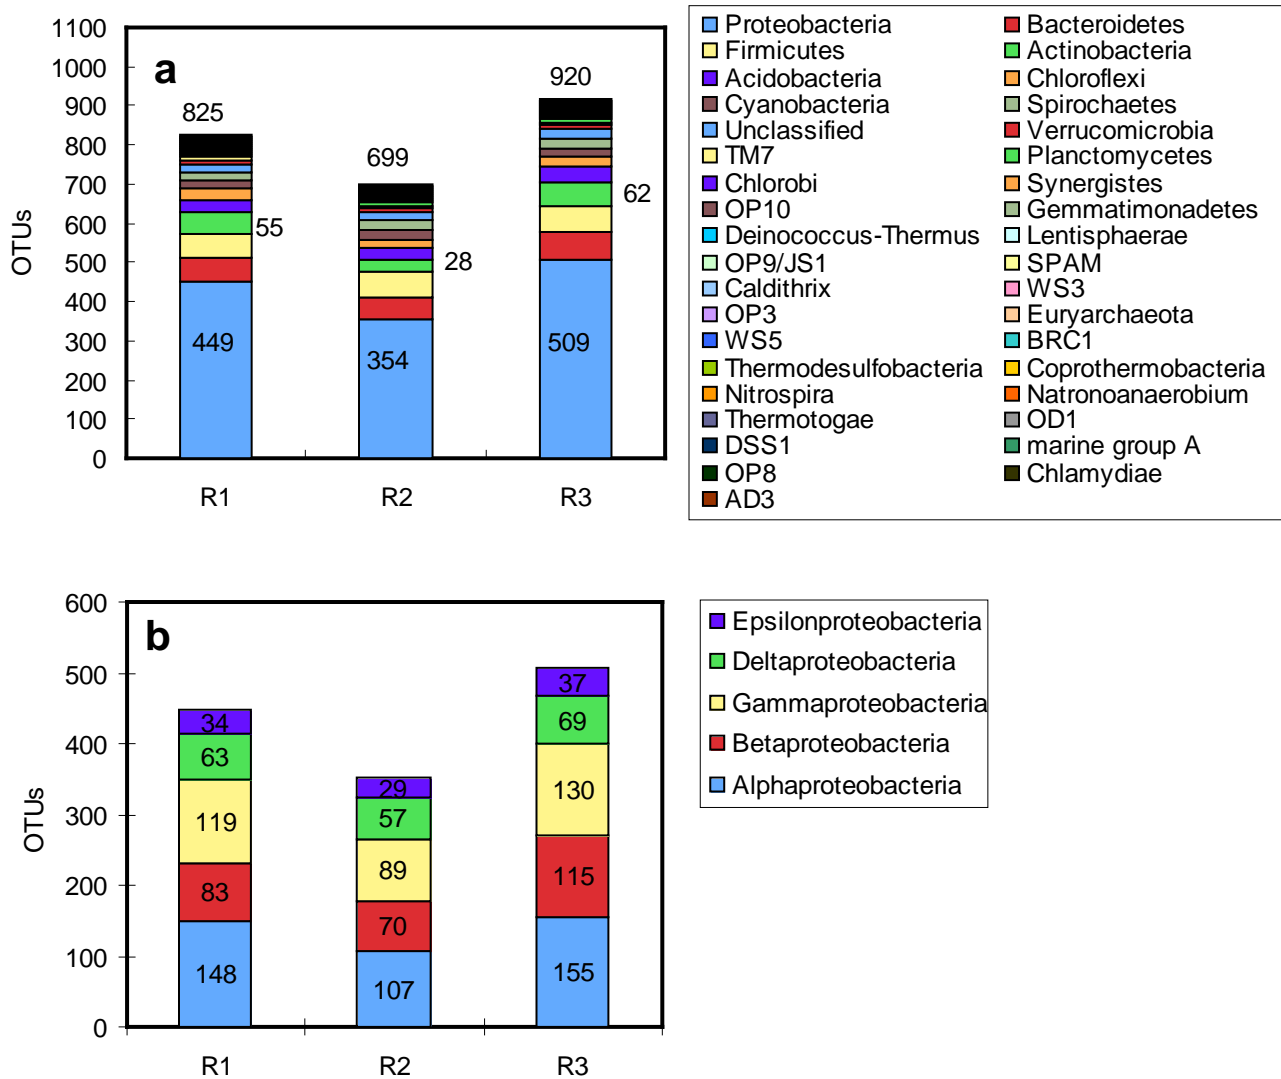 1100
1000
900
800
700
600
500
400
300
200
100
0
OTUs
a
825
699
920
55
28
62
449
354
509
R1 R2 R3
Proteobacteria Bacteroidetes
Firmicutes Actinobacteria
Acidobacteria Chloroflexi
Cyanobacteria Spirochaetes
Unclassified Verrucomicrobia
TM7 Planctomycetes
Chlorobi Synergistes
OP10 Gemmatimonadetes
Deinococcus-Thermus Lentisphaerae
OP9/JS1 SPAM
Caldithrix WS3
OP3 Euryarchaeota
WS5 BRC1
Thermodesulfobacteria Coprothermobacteria
Nitrospira Natronoanaerobium
Thermotogae OD1
DSS1 marine group A
OP8 Chlamydiae
AD3
600
500
400
300
200
100
0
OTUs
b
34
63
119
83
148
29
57
89
70
107
37
69
130
115
155
R1 R2 R3
Epsilonproteobacteria
Deltaproteobacteria
Gammaproteobacteria
Betaproteobacteria
Alphaproteobacteria